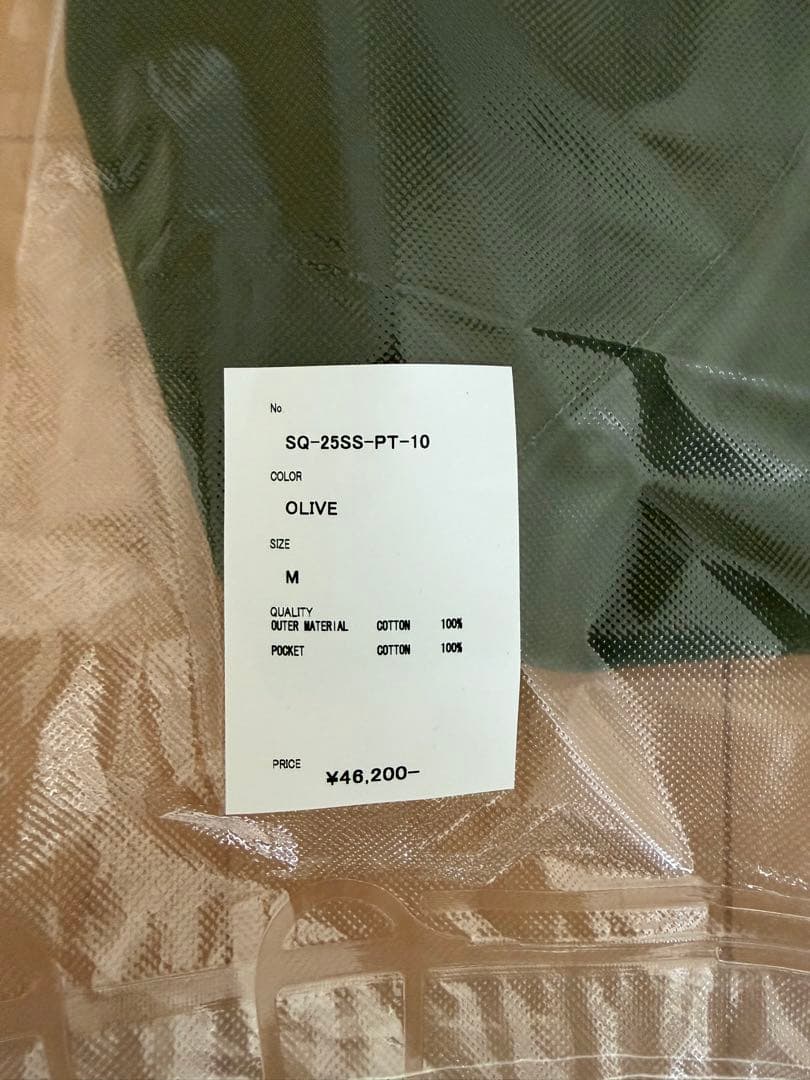 No
SQ-25SS-PT-10
COLOR
OLIVE
SIZE
M
QUALITY
OUTER MATERIAL COTTON 100%
POCKET COTTON 100%
PRICE
¥46,200-